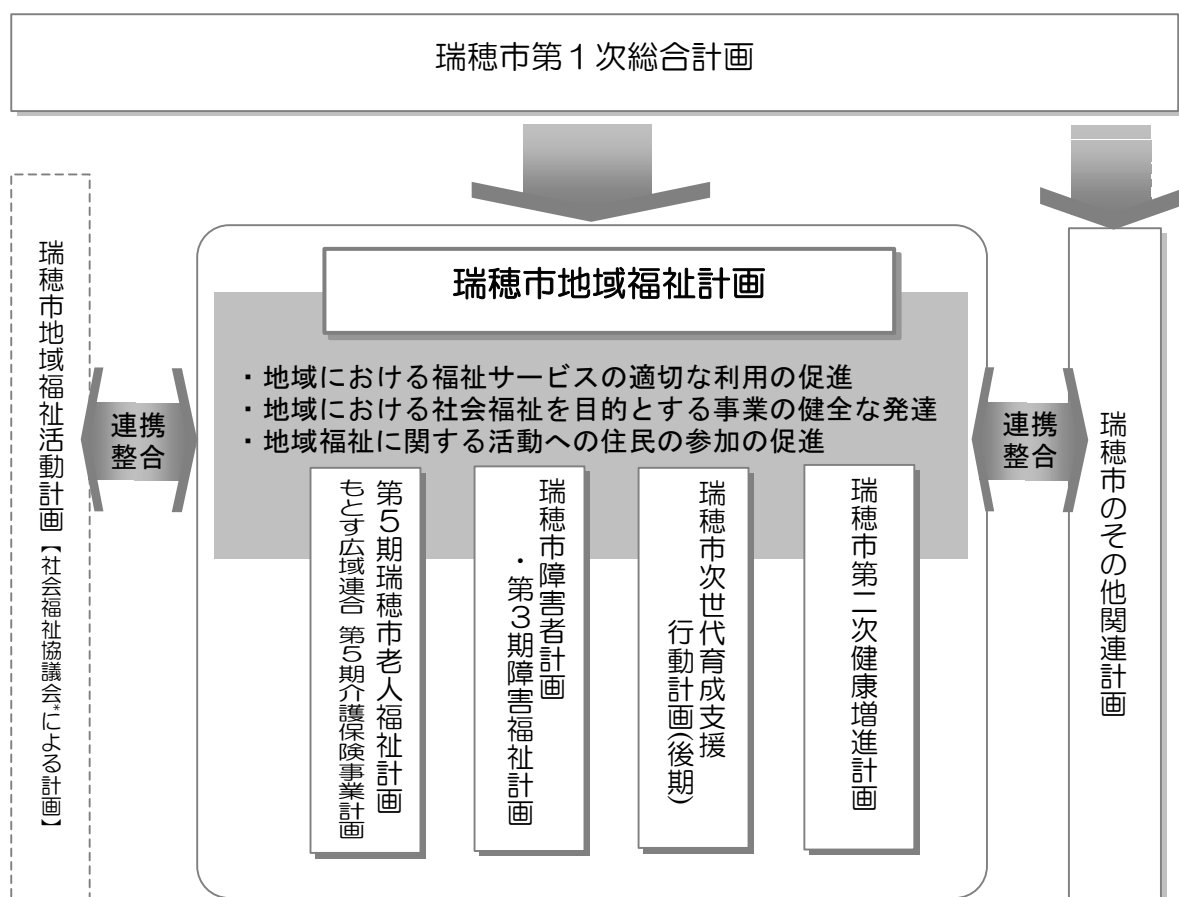 瑞穂市第１次総合計画
瑞穂市地域福祉活動計画【社会福祉協議会*による計画】
連携
整合
瑞穂市地域福祉計画
・地域における福祉サービスの適切な利用の促進
・地域における社会福祉を目的とする事業の健全な発達
・地域福祉に関する活動への住民の参加の促進
第５期瑞穂市老人福祉計画
もとす広域連合 第５期介護保険事業計画
瑞穂市障害者計画
・第３期障害福祉計画
瑞穂市次世代育成支援
行動計画(後期)
瑞穂市第二次健康増進計画
連携
整合
瑞穂市のその他関連計画